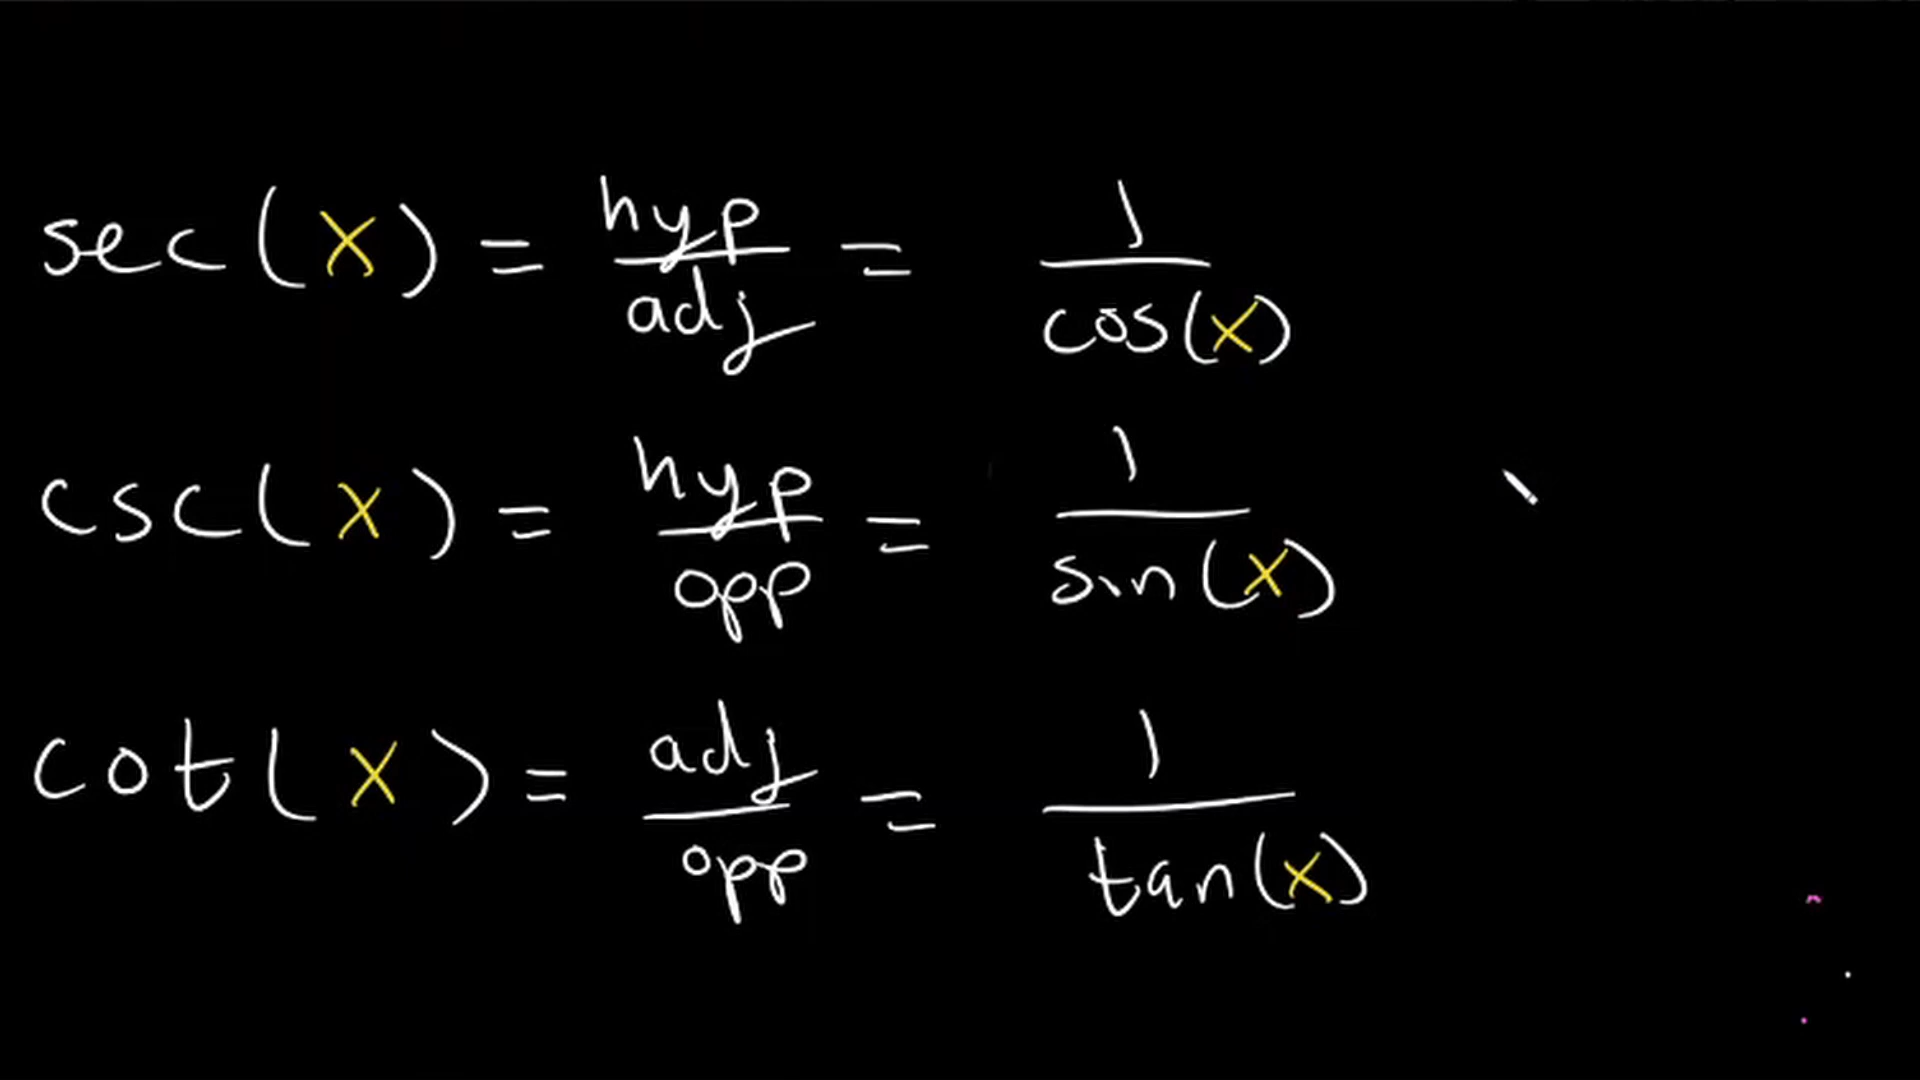 sec(x) = hyp/adj = 1/cos(x)
csc(x) = hyp/opp = 1/sin(x)
cot(x) = adj/opp = 1/tan(x)